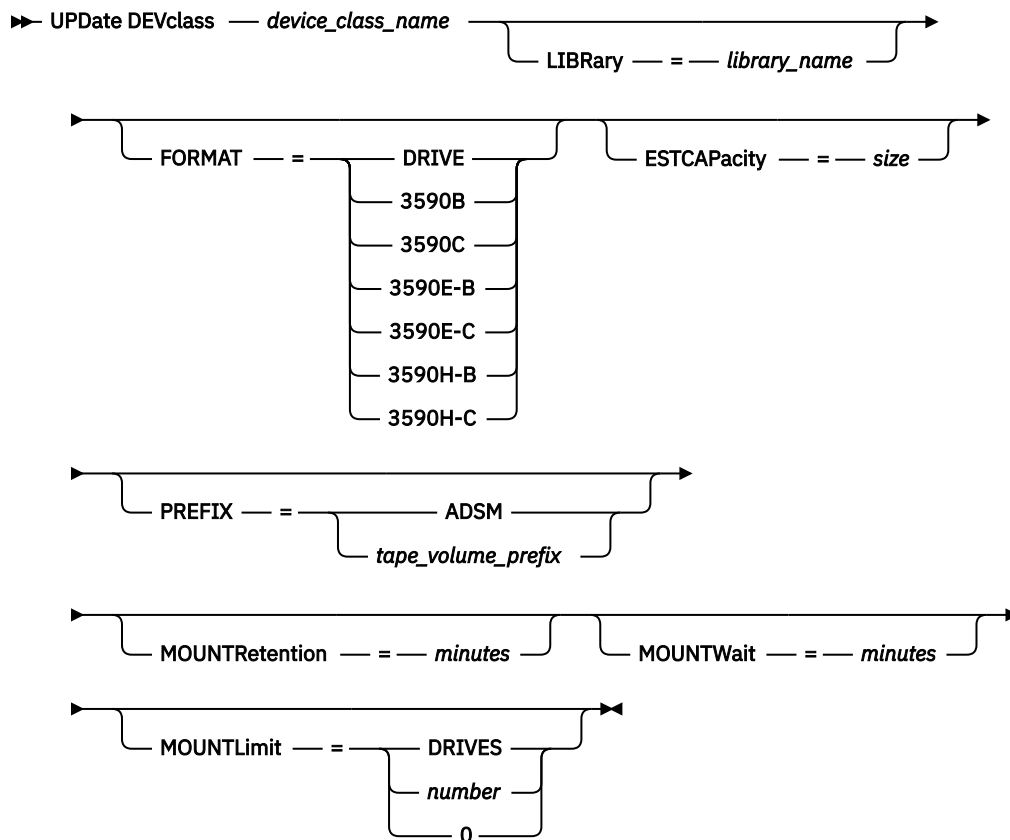 UPDate DEVclass — device_class_name
LIBRary — = — library_name
FORMAT — = DRIVE
3590B
3590C
3590E-B
3590E-C
3590H-B
3590H-C
ESTCAPacity — = — size
PREFIX — = ADSM
tape_volume_prefix
MOUNTRetention — = — minutes
MOUNTWait — = — minutes
MOUNTLimit — = DRIVES
number
0